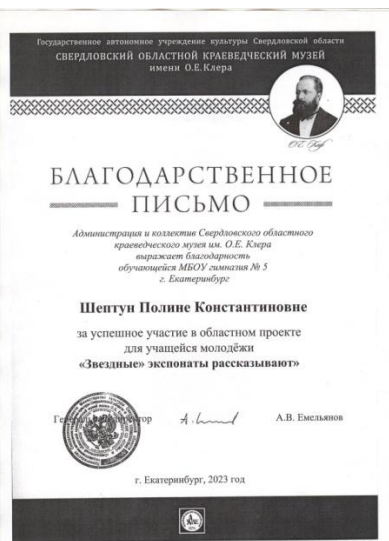 Государственное автономное учреждение культуры Свердловской области
СВЕРДЛОВСКИЙ ОБЛАСТНОЙ КРАЕВЕДЧЕСКИЙ МУЗЕЙ
имени О.Е.Клера
БЛАГОДАРСТВЕННОЕ
ПИСЬМО
Администрация и коллектив Свердловского областного
краеведческого музея им. О.Е. Клера
выражает благодарность
обучающейся МБОУ гимназия № 5
г. Екатеринбург
Шептун Полине Константиновне
за успешное участие в областном проекте
для учащейся молодёжи
«Звездные» экспонаты рассказывают»
А.В. Емельянов
г. Екатеринбург, 2023 год